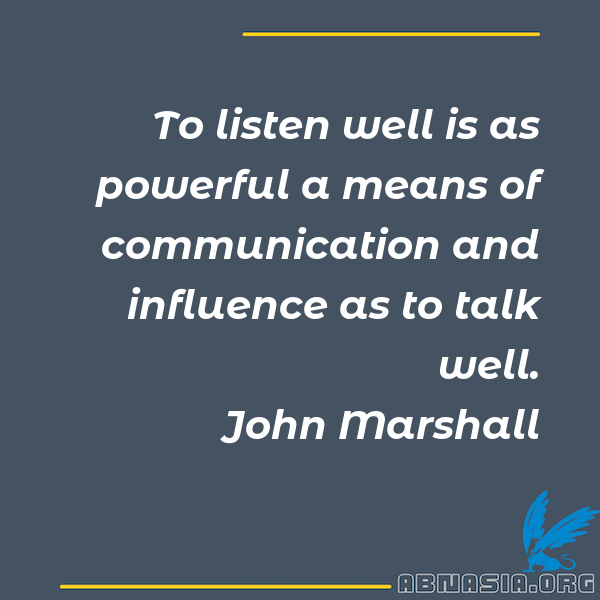 To listen well is as
powerful a means of
communication and
influence as to talk
well.
John Marshall
ABNASIA.ORG